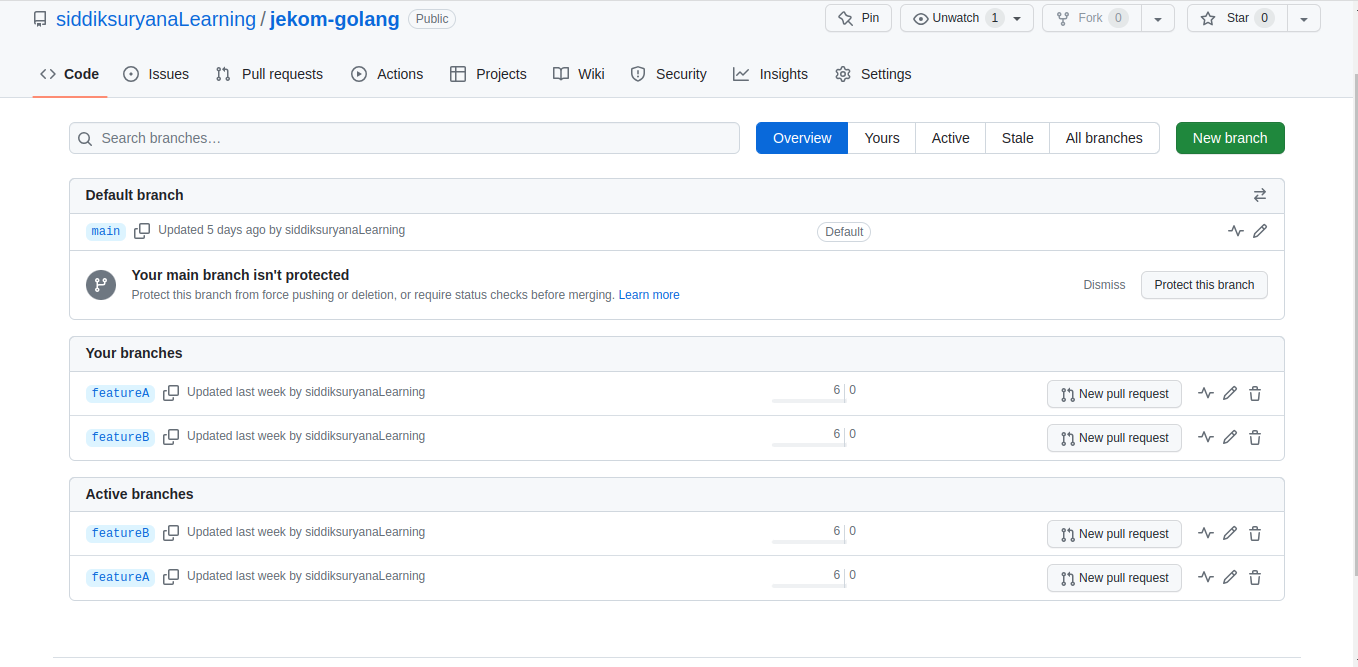 siddiksuryanaLearning / jekom-golang Public Pin Unwatch 1 Fork 0 Star 0
Code Issues Pull requests Actions Projects Wiki Security Insights Settings
Search branches… Overview Yours Active Stale All branches New branch
Default branch
main Updated 5 days ago by siddiksuryanaLearning Default
Your main branch isn't protected
Protect this branch from force pushing or deletion, or require status checks before merging. Learn more Dismiss Protect this branch
Your branches
featureA Updated last week by siddiksuryanaLearning 6 0 New pull request
featureB Updated last week by siddiksuryanaLearning 6 0 New pull request
Active branches
featureB Updated last week by siddiksuryanaLearning 6 0 New pull request
featureA Updated last week by siddiksuryanaLearning 6 0 New pull request